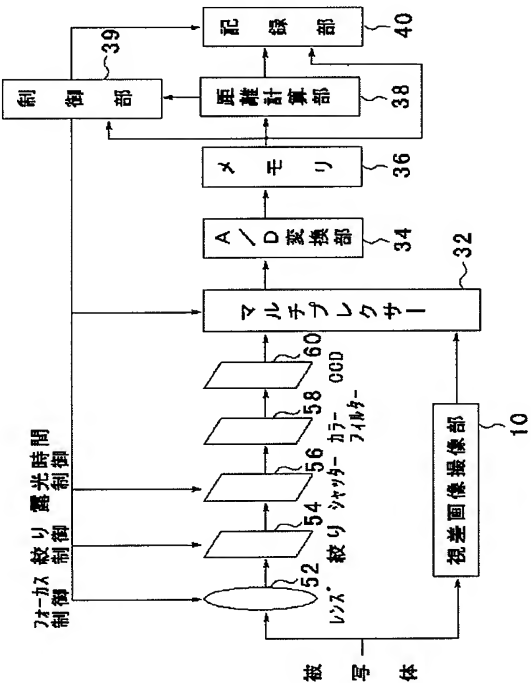 フォーカス
制御
絞り
制御
露光時間
制御
制御部
39
被写体
レンズ
52
絞り
54
シャッター
56
カラー
フィルター
58
CCD
60
視差画像撮像部
10
マルチプレクサー
32
A/D変換部
34
メモリ
36
距離計算部
38
記録部
40